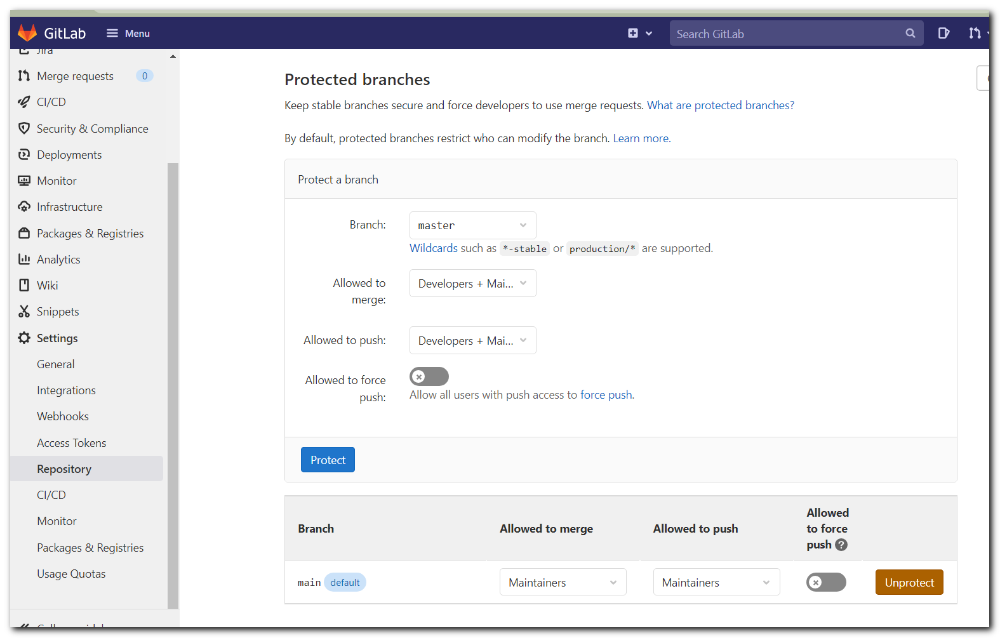 GitLab
Menu
Search GitLab
Jira
Merge requests 0
CI/CD
Security & Compliance
Deployments
Monitor
Infrastructure
Packages & Registries
Analytics
Wiki
Snippets
Settings
General
Integrations
Webhooks
Access Tokens
Repository
CI/CD
Monitor
Packages & Registries
Usage Quotas
Protected branches
Keep stable branches secure and force developers to use merge requests. What are protected branches?
By default, protected branches restrict who can modify the branch. Learn more.
Protect a branch
Branch: master
Wildcards such as *-stable or production/* are supported.
Allowed to
merge:
Developers + Mai...
Allowed to push: Developers + Mai...
Allowed to force
push:
Allow all users with push access to force push.
Protect
Branch Allowed to merge Allowed to push Allowed
to force
push
main default Maintainers Maintainers Unprotect